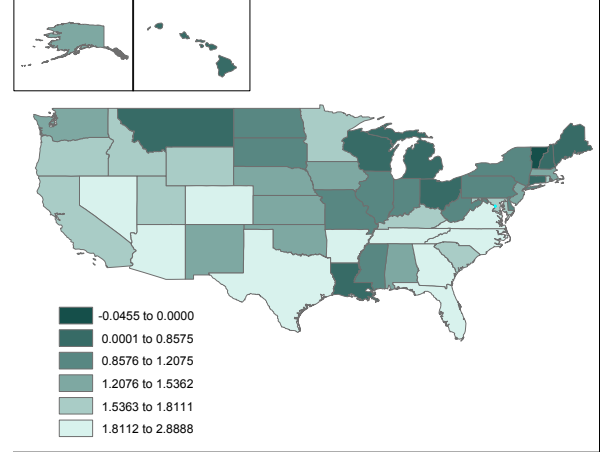 -0.0455 to 0.0000
0.0001 to 0.8575
0.8576 to 1.2075
1.2076 to 1.5362
1.5363 to 1.8111
1.8112 to 2.8888